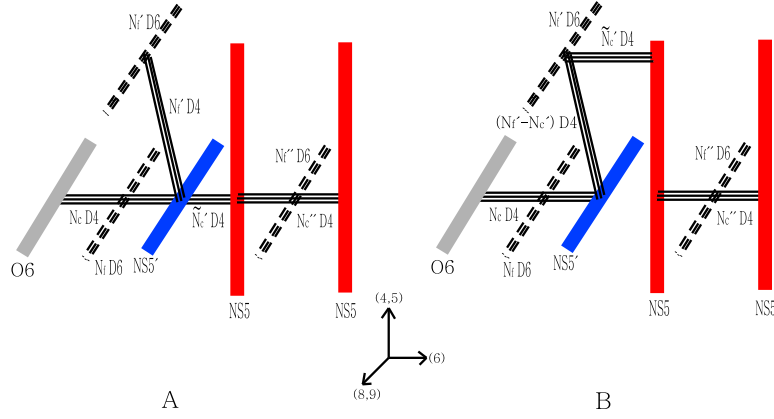 Nf′ D6
Nf′ D4
Nf″ D6
Nc D4
Ñc′ D4
Nc″ D4
O6
Nf D6
NS5′
NS5
NS5
A
Nf′ D6
Ñc′ D4
(Nf′-Nc′) D4
Nf″ D6
Nc D4
Nc″ D4
O6
Nf D6
NS5′
NS5
NS5
B
(4,5)
(6)
(8,9)